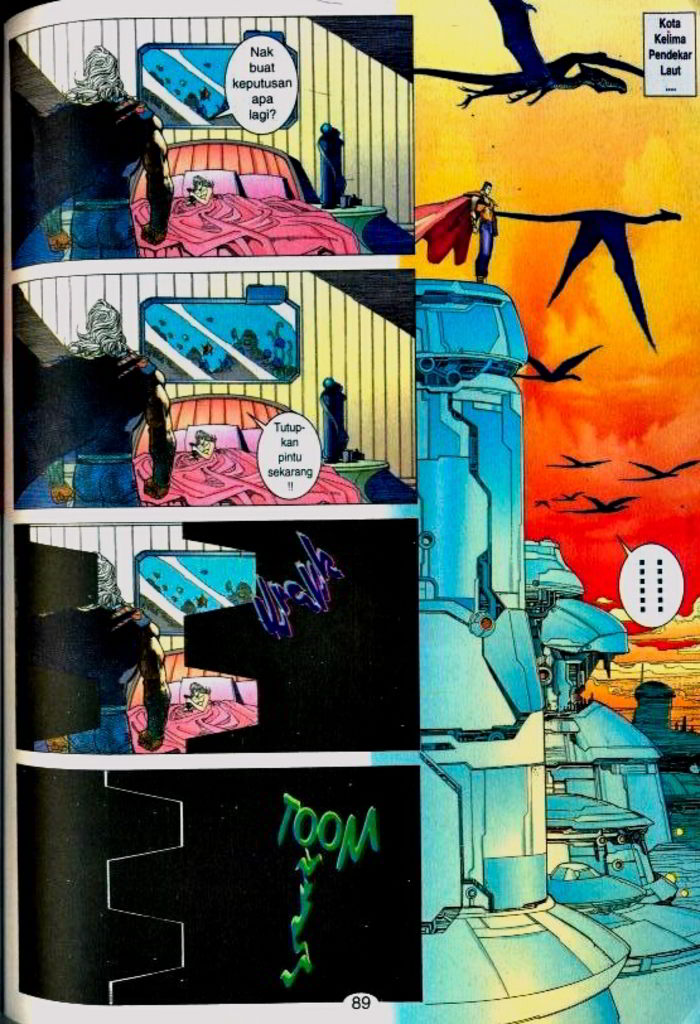 Nak
buat
keputusan
apa
lagi?
Tutup-
kan
pintu
sekarang
!!
TOOM
Kota
Kelima
Pendekar
Laut
....
89